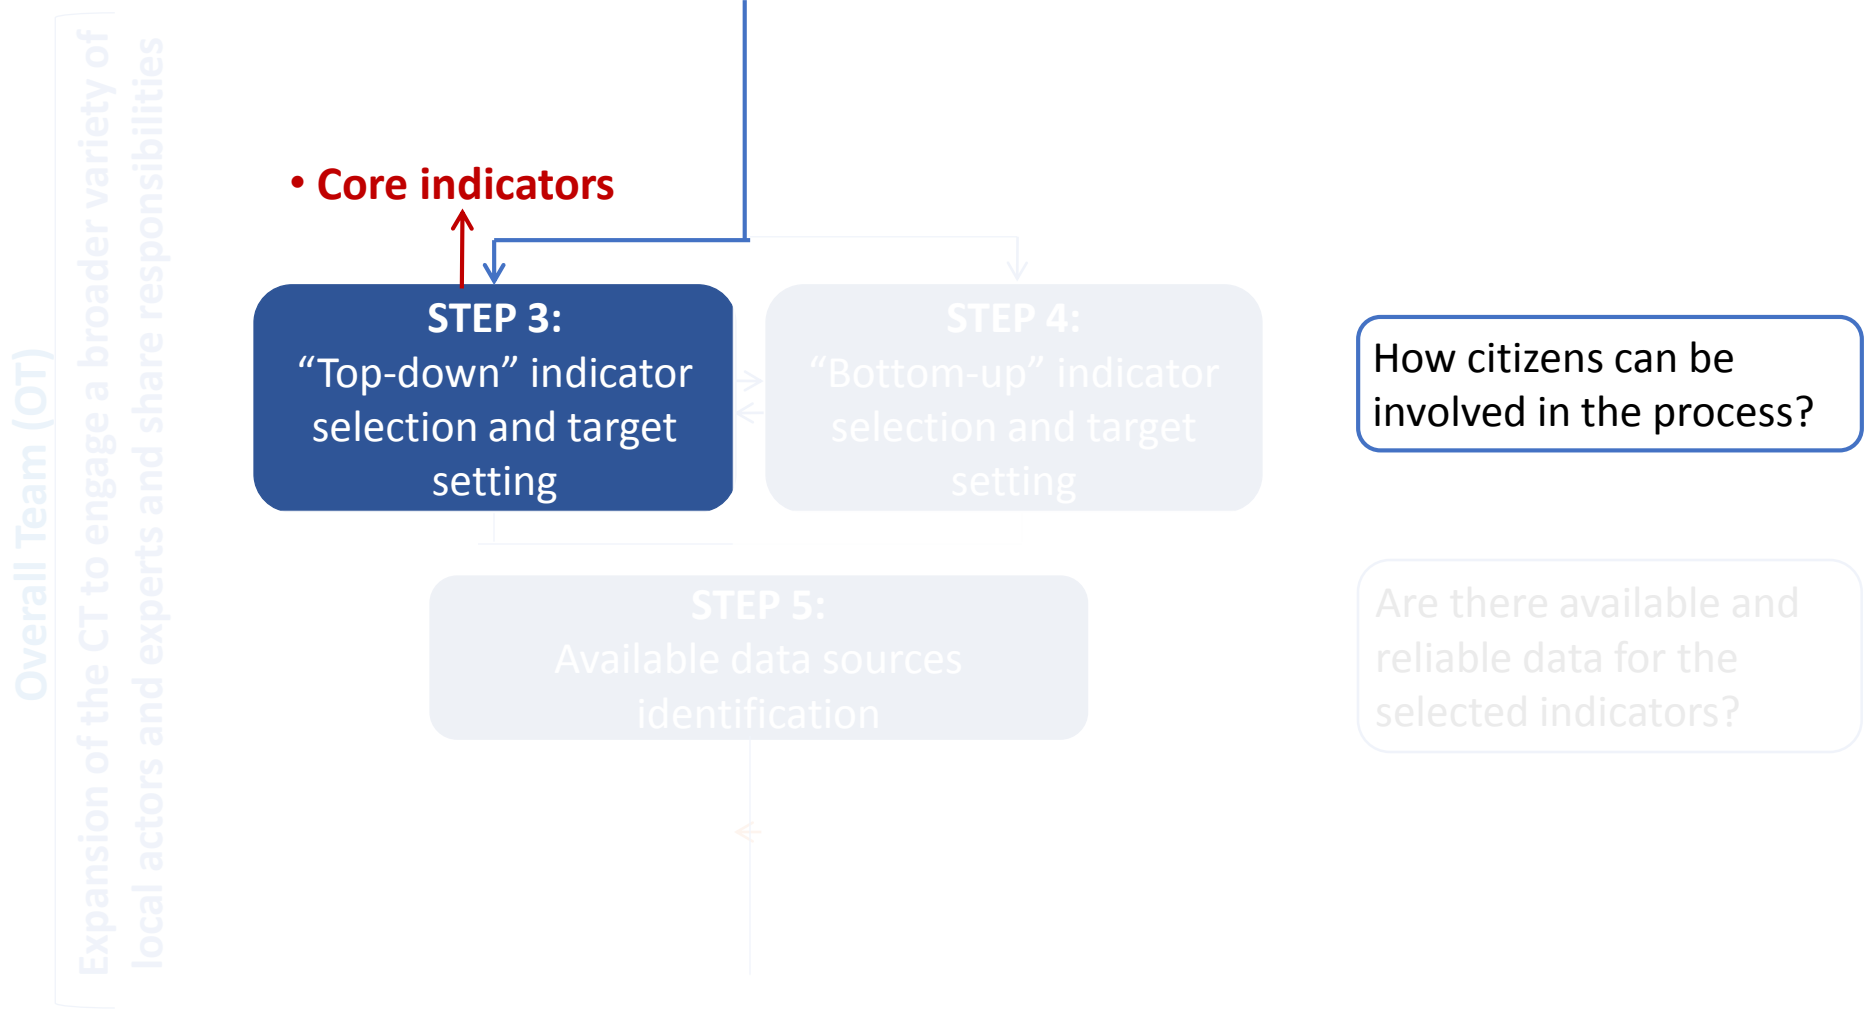 Overall Team (OT)
Expansion of the CT to engage a broader variety of
local actors and experts and share responsibilities
• Core indicators
STEP 3:
“Top-down” indicator
selection and target
setting
STEP 4:
“Bottom-up” indicator
selection and target
setting
How citizens can be
involved in the process?
STEP 5:
Available data sources
identification
Are there available and
reliable data for the
selected indicators?